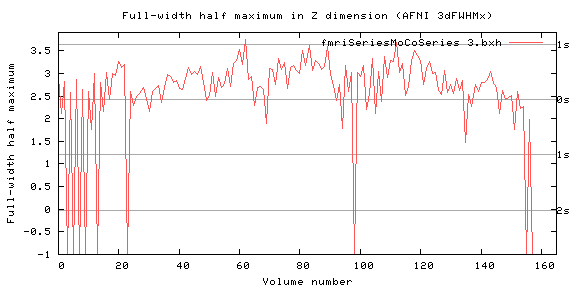 Full-width half maximum in Z dimension (AFNI 3dFWHMx)
fmriSeriesMoCoSeries_3.bxh
Full-width half maximum
3.5
3
2.5
2
1.5
1
0.5
0
-0.5
-1
1s
0s
1s
2s
0 20 40 60 80 100 120 140 160
Volume number